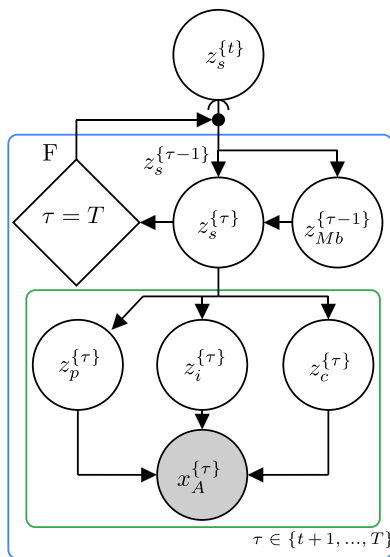 z_s^{t}
F
z_s^{τ−1}
τ = T
z_s^{τ}
z_{Mb}^{τ−1}
z_p^{τ}
z_i^{τ}
z_c^{τ}
x_A^{τ}
τ ∈ {t+1, ..., T}